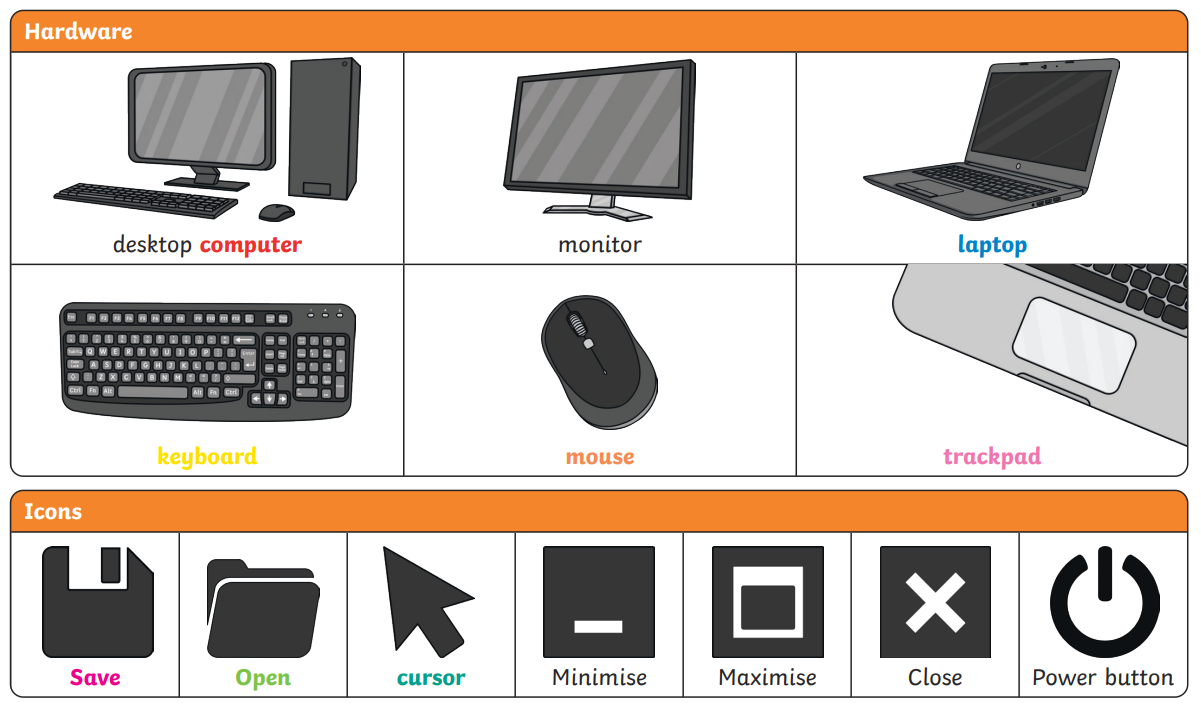 Hardware
desktop computer
monitor
laptop
keyboard
mouse
trackpad
Icons
Save
Open
cursor
Minimise
Maximise
Close
Power button